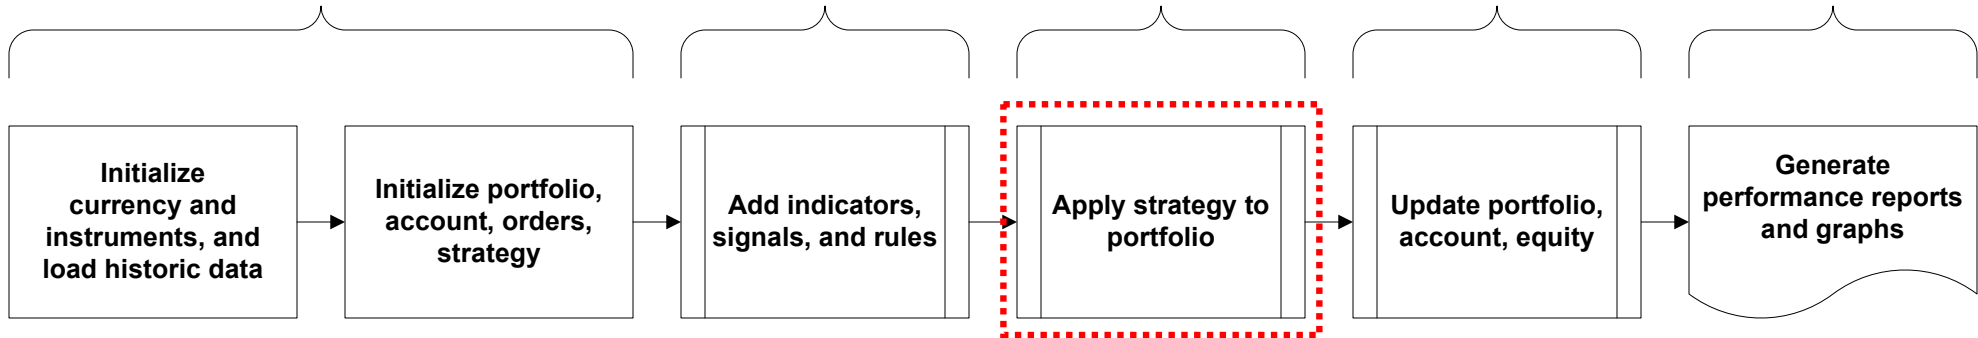 Initialize
currency and
instruments, and
load historic data
Initialize portfolio,
account, orders,
strategy
Add indicators,
signals, and rules
Apply strategy to
portfolio
Update portfolio,
account, equity
Generate
performance reports
and graphs